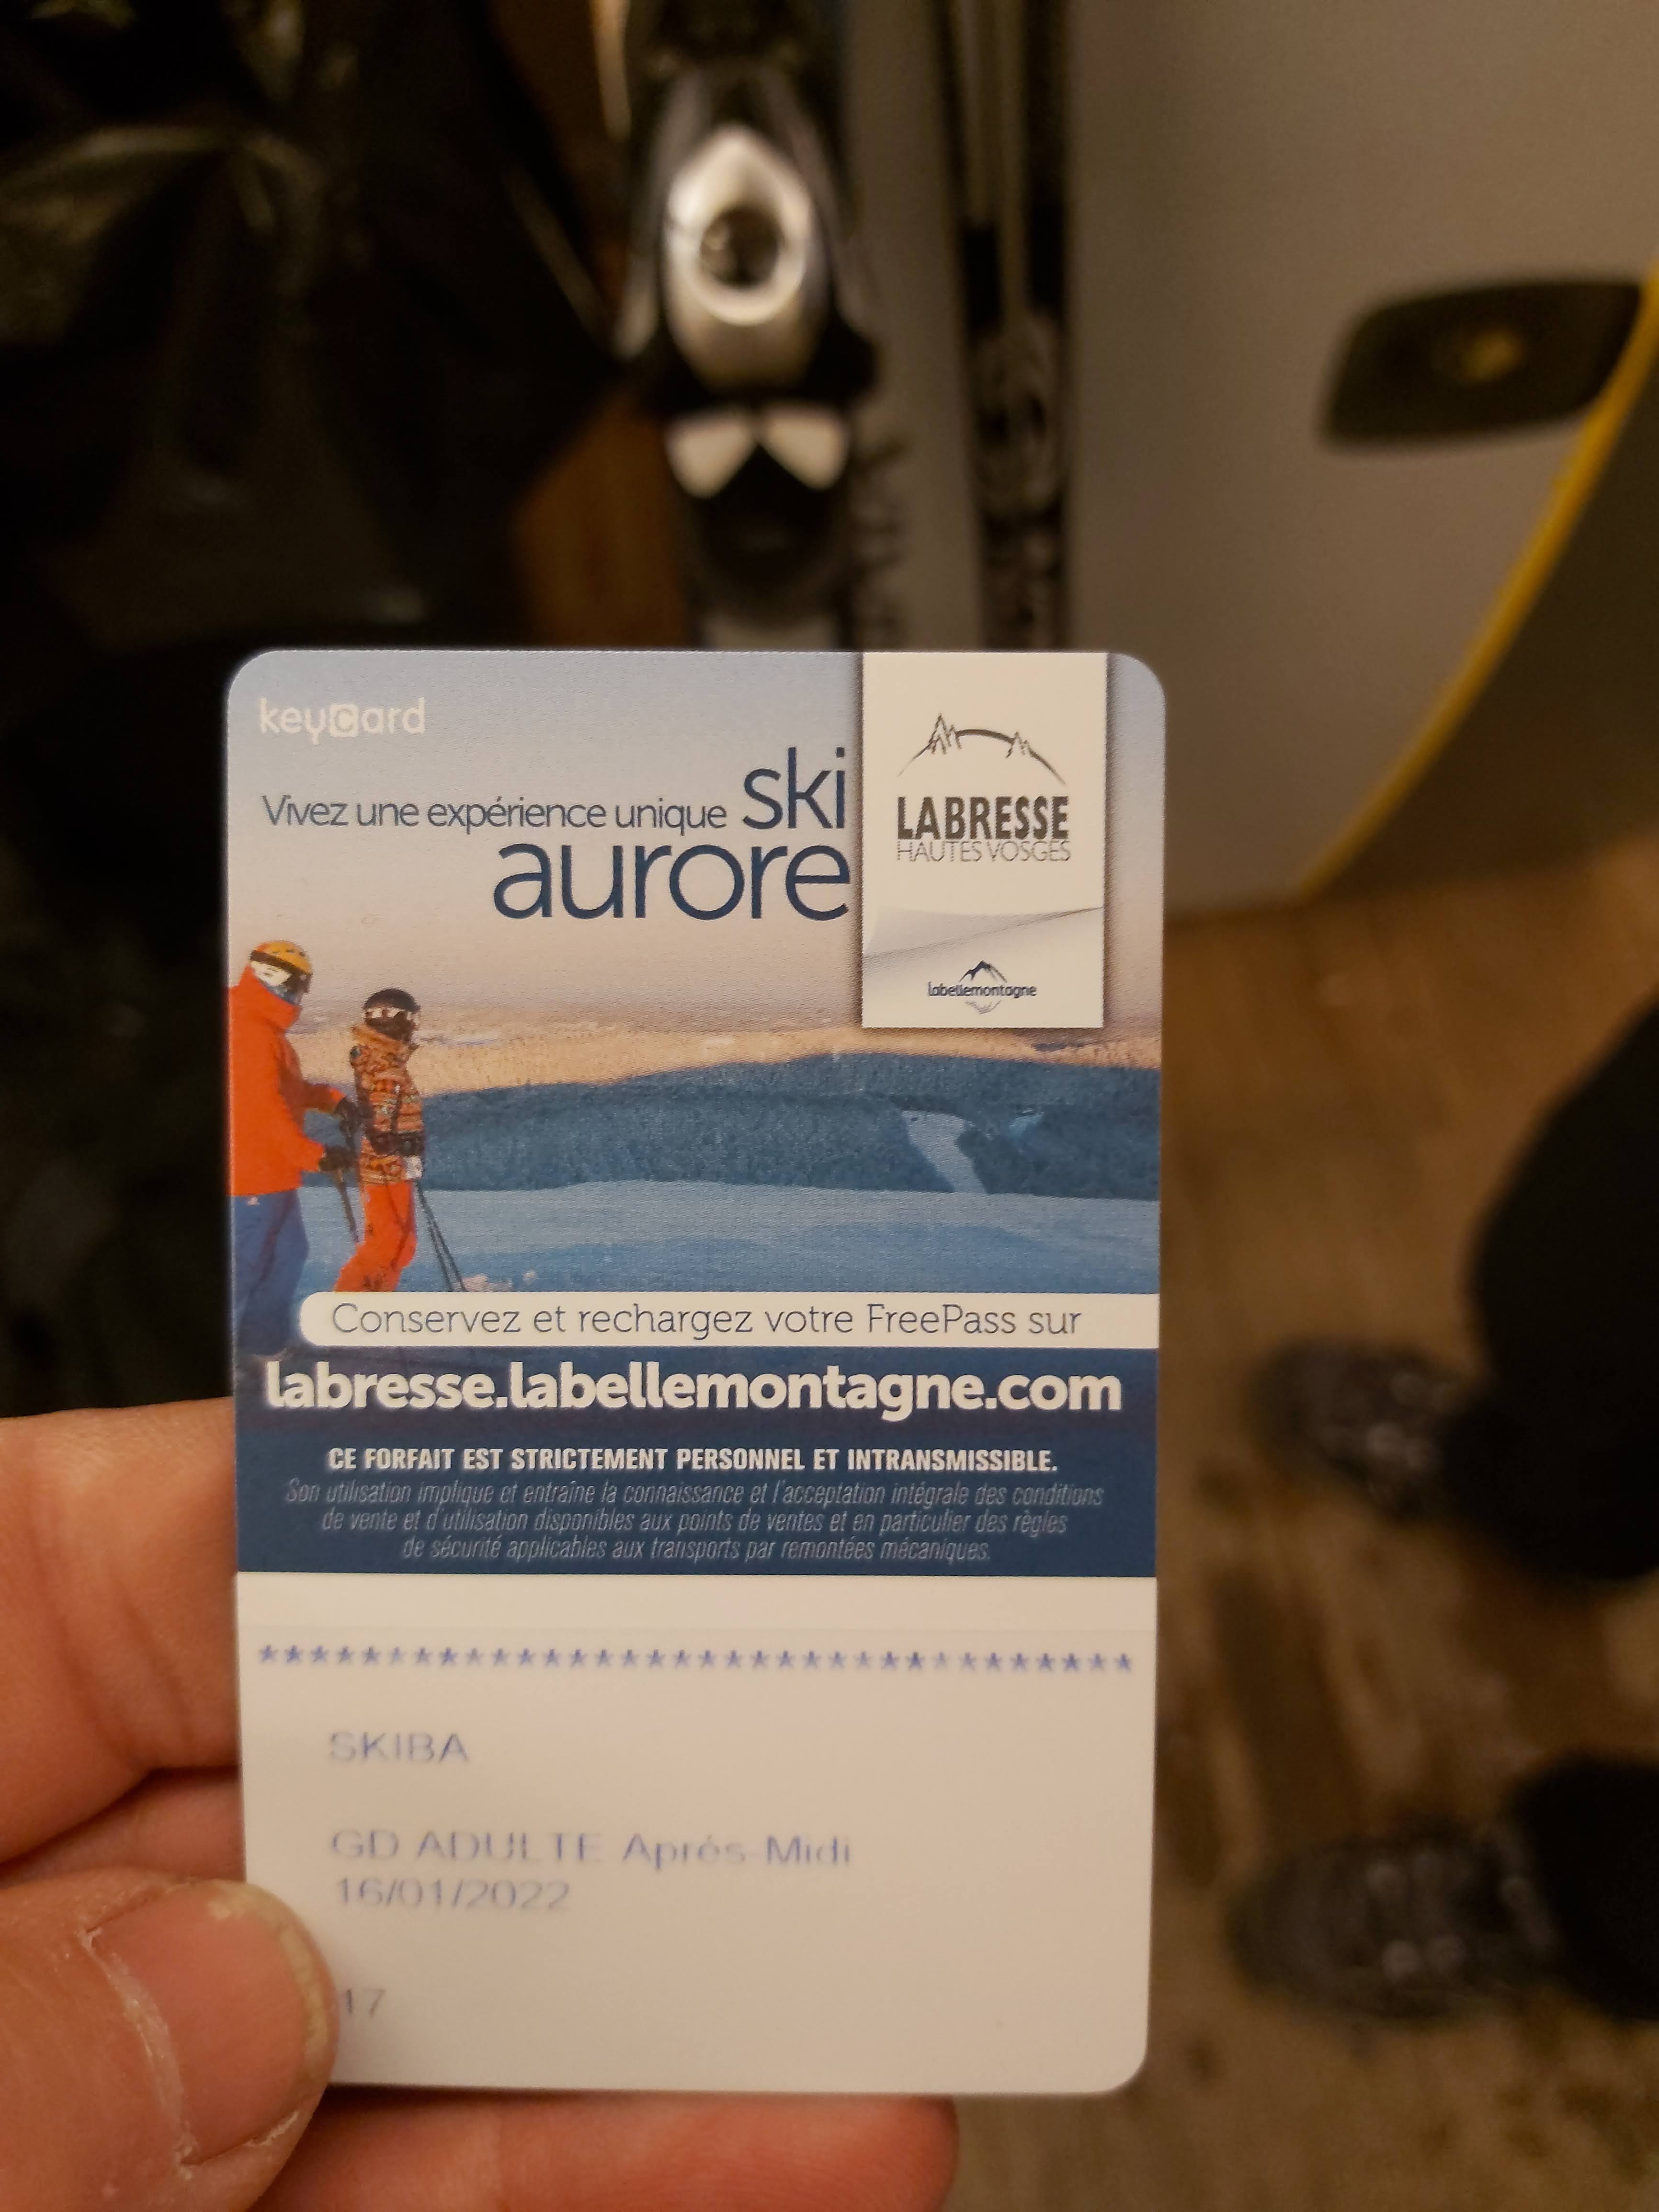 keycard
Vivez une expérience unique ski
aurore
LABRESSE
HAUTES VOSGES
labellemontagne
Conservez et rechargez votre FreePass sur
labresse.labellemontagne.com
CE FORFAIT EST STRICTEMENT PERSONNEL ET INTRANSMISSIBLE.
Son utilisation implique et entraîne la connaissance et l'acceptation intégrale des conditions
de vente et d'utilisation disponibles aux points de ventes et en particulier des règles
de sécurité applicables aux transports par remontées mécaniques.
**********************************
SKIBA
GD ADULTE Après-Midi
16/01/2022
17